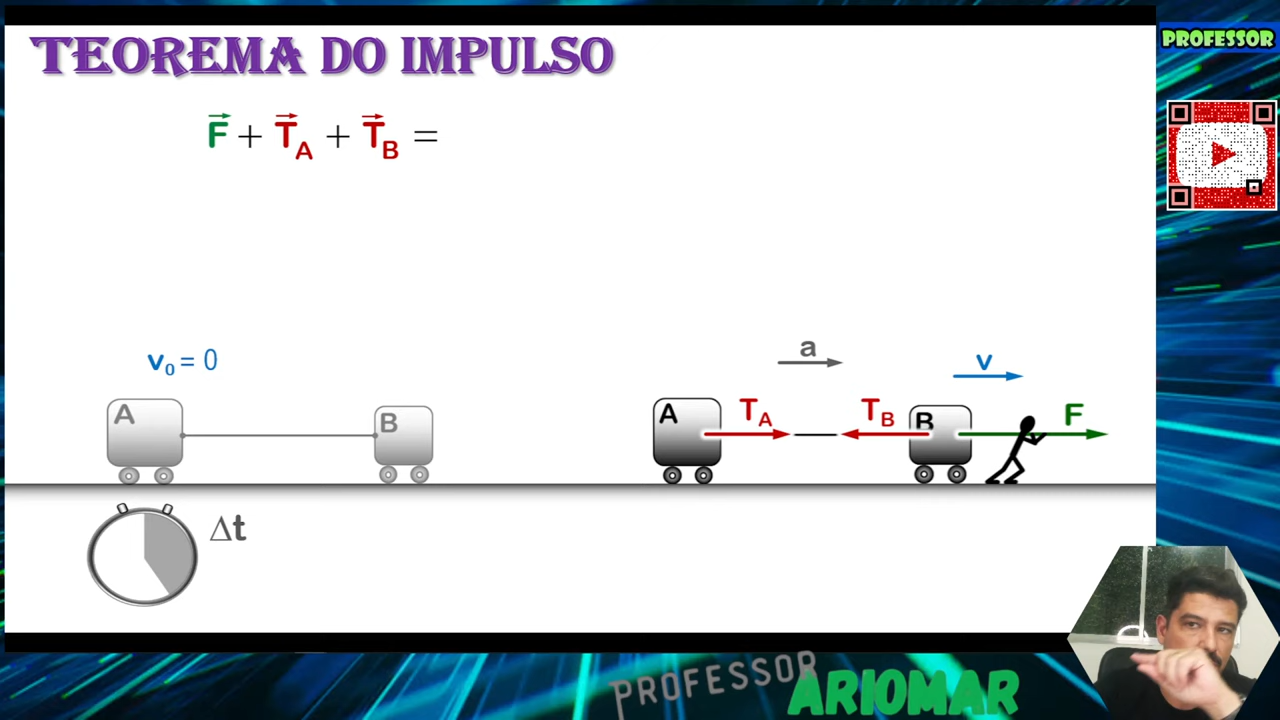 TEOREMA DO IMPULSO
PROFESSOR
F + T_A + T_B =
v₀ = 0
a
v
A
B
A
T_A
T_B
B
F
Δt
PROFESSOR
ARIOMAR